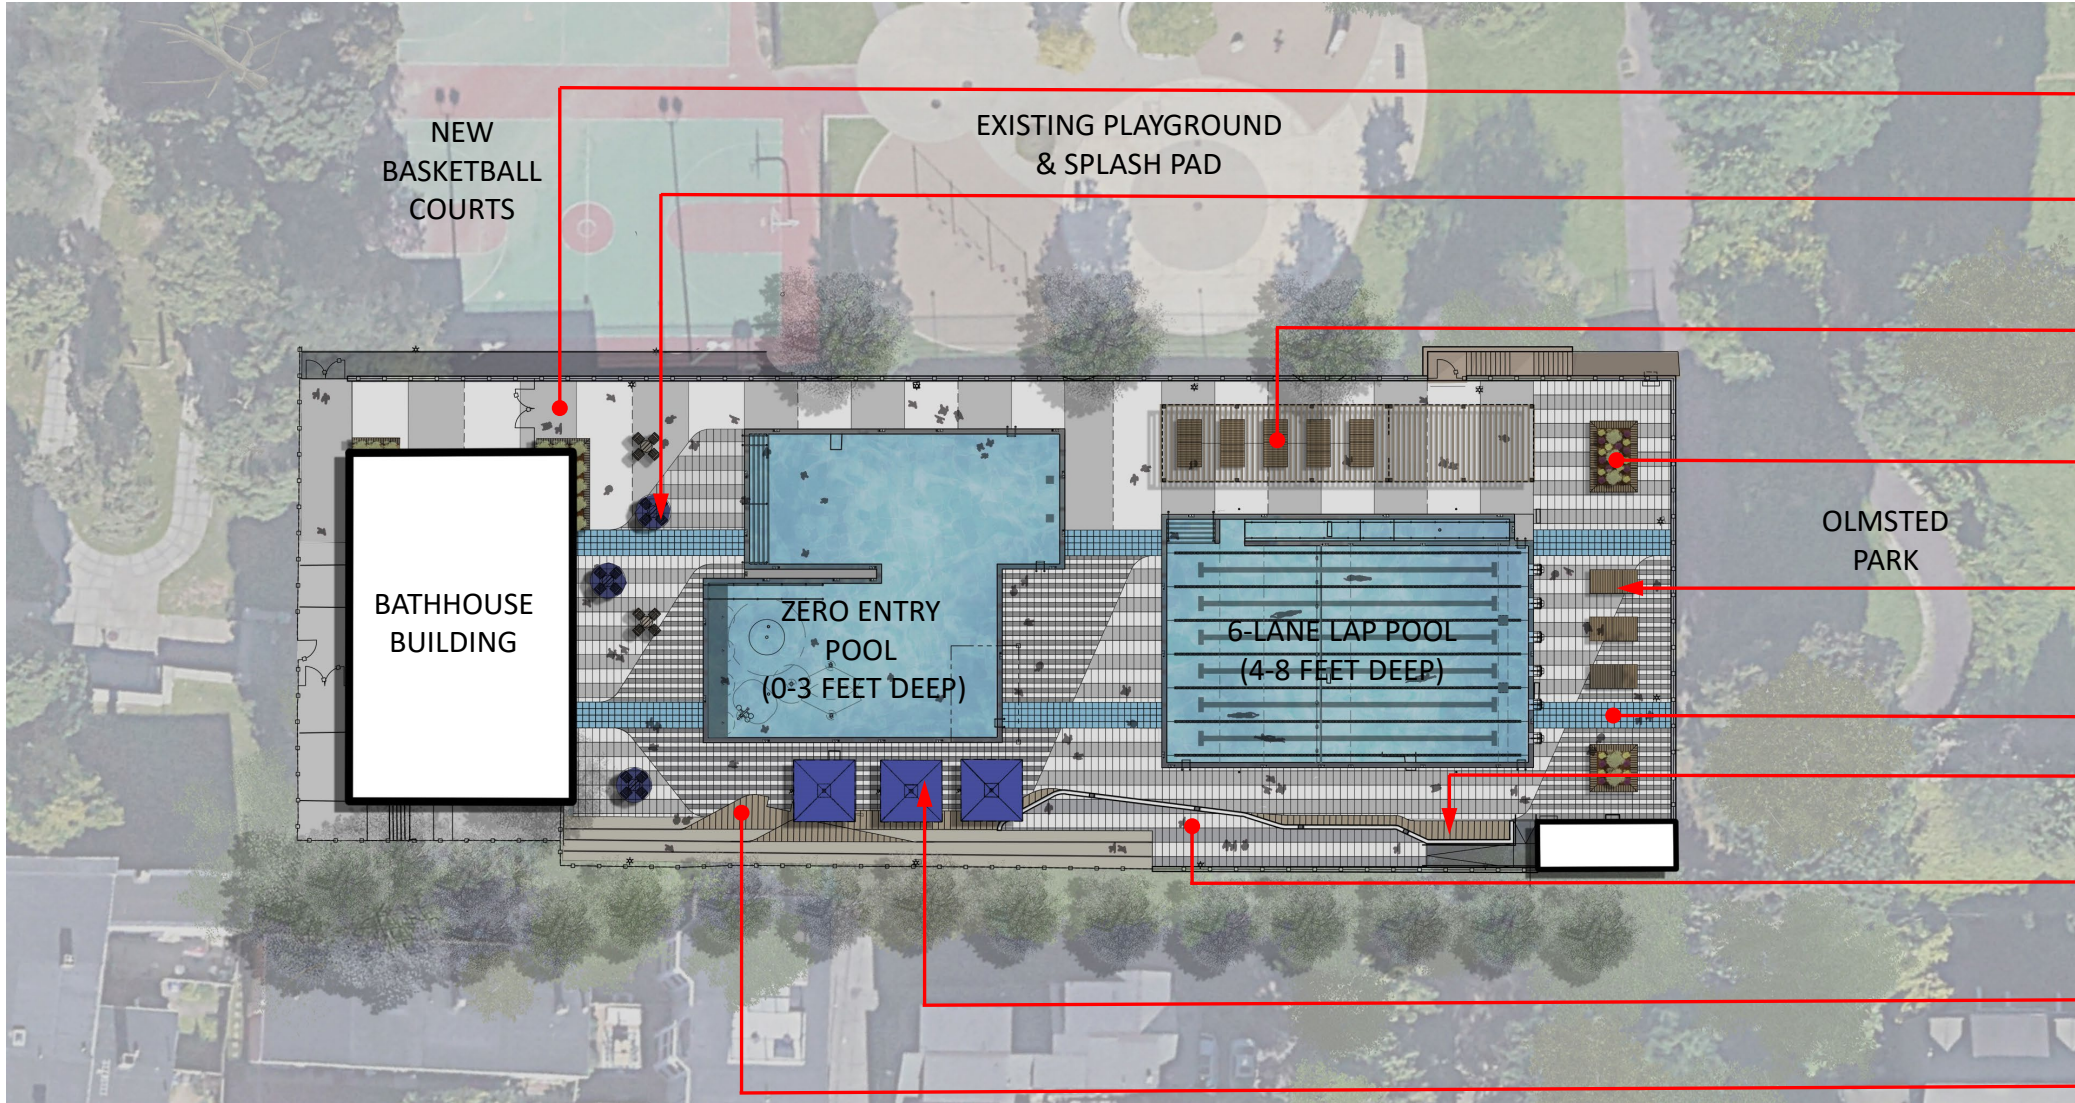 NEW
BASKETBALL
COURTS
EXISTING PLAYGROUND
& SPLASH PAD
OLMSTED
PARK
BATHHOUSE
BUILDING
ZERO ENTRY
POOL
(0-3 FEET DEEP)
6-LANE LAP POOL
(4-8 FEET DEEP)